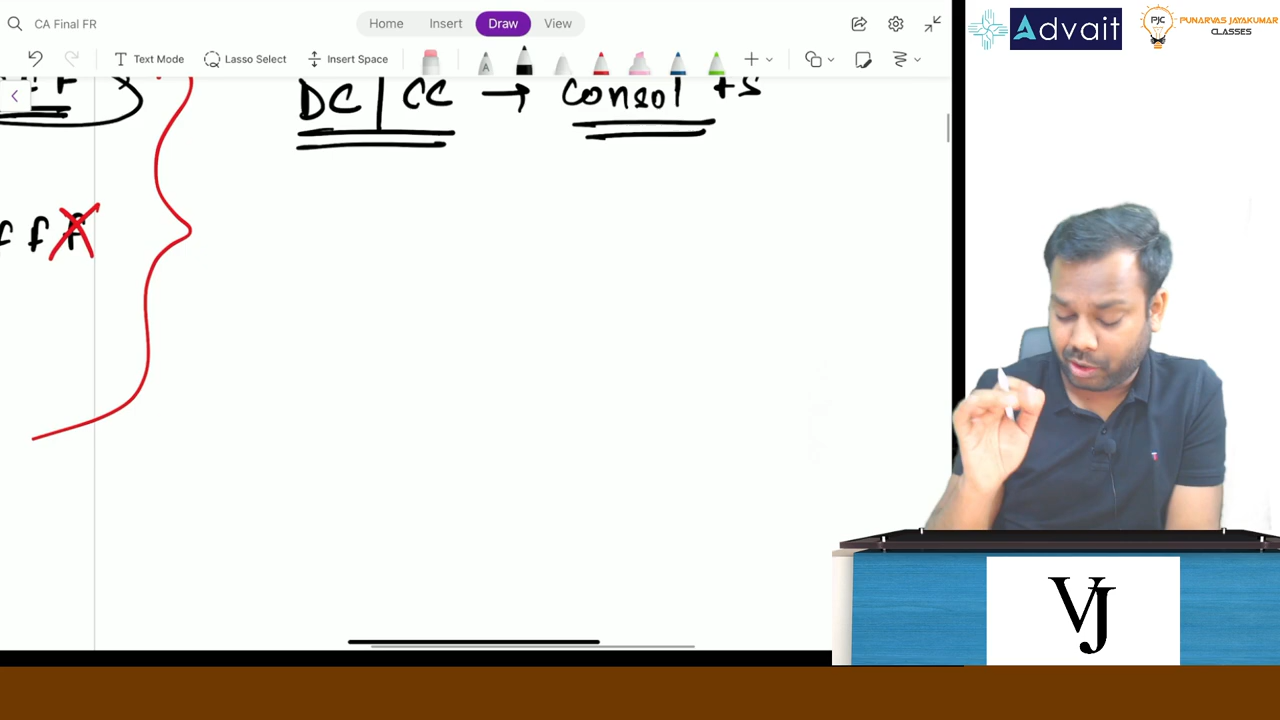 CA Final FR
Home Insert Draw View
Text Mode Lasso Select Insert Space
DC | CC → Consol FS
f f f
Advait
PJC PUNARVAS JAYAKUMAR
CLASSES
VJ